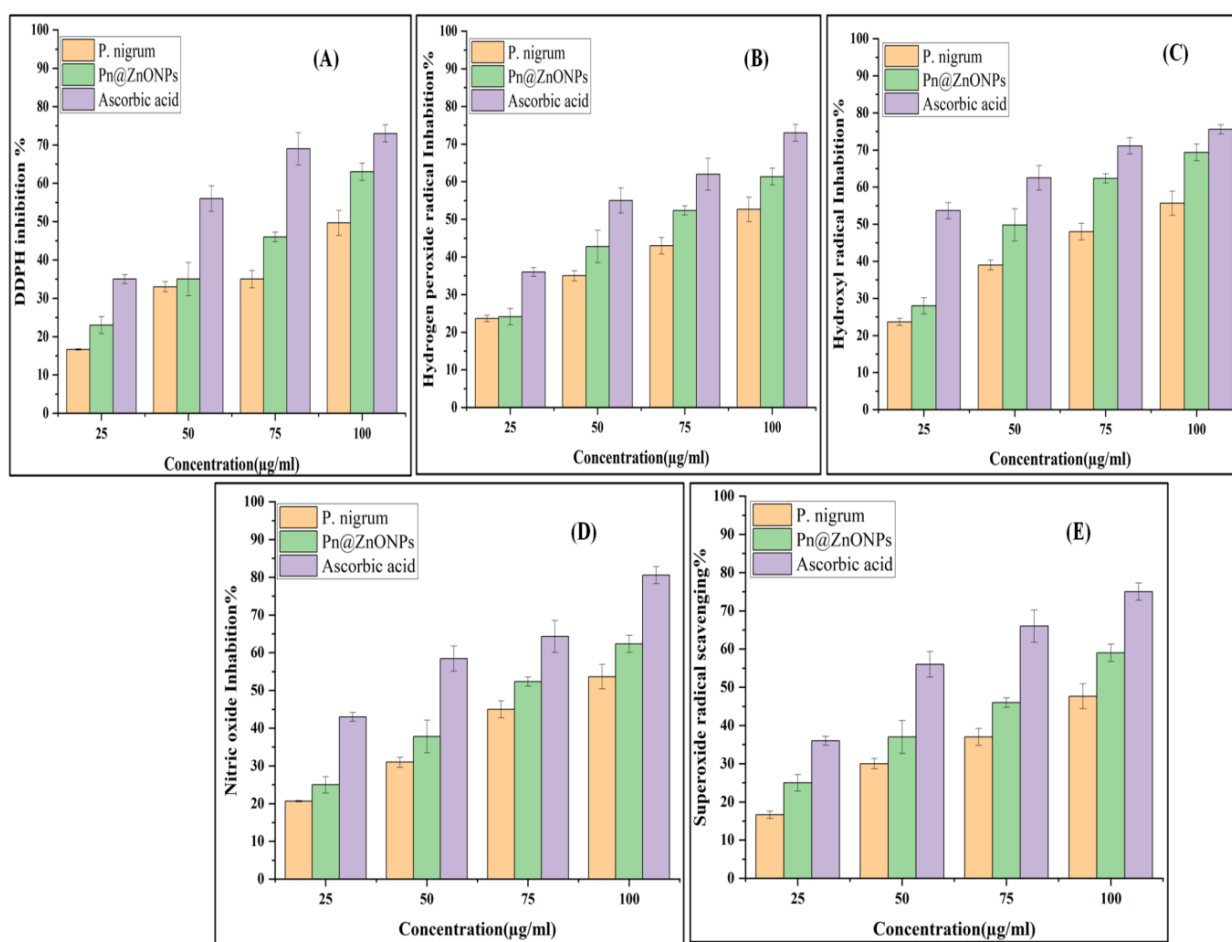 (A)
P. nigrum
Pn@ZnONPs
Ascorbic acid
DDPH inhibition %
100
90
80
70
60
50
40
30
20
10
0
25 50 75 100
Concentration(µg/ml)
(B)
P. nigrum
Pn@ZnONPs
Ascorbic acid
Hydrogen peroxide radical Inhabition%
100
90
80
70
60
50
40
30
20
10
0
25 50 75 100
Concentration(µg/ml)
(C)
P. nigrum
Pn@ZnONPs
Ascorbic acid
Hydroxyl radical Inhabition%
100
90
80
70
60
50
40
30
20
10
0
25 50 75 100
Concentration(µg/ml)
(D)
P. nigrum
Pn@ZnONPs
Ascorbic acid
Nitric oxide Inhabition%
100
90
80
70
60
50
40
30
20
10
0
25 50 75 100
Concentration(µg/ml)
(E)
P. nigrum
Pn@ZnONPs
Ascorbic acid
Superoxide radical scavenging%
100
90
80
70
60
50
40
30
20
10
0
25 50 75 100
Concentration(µg/ml)